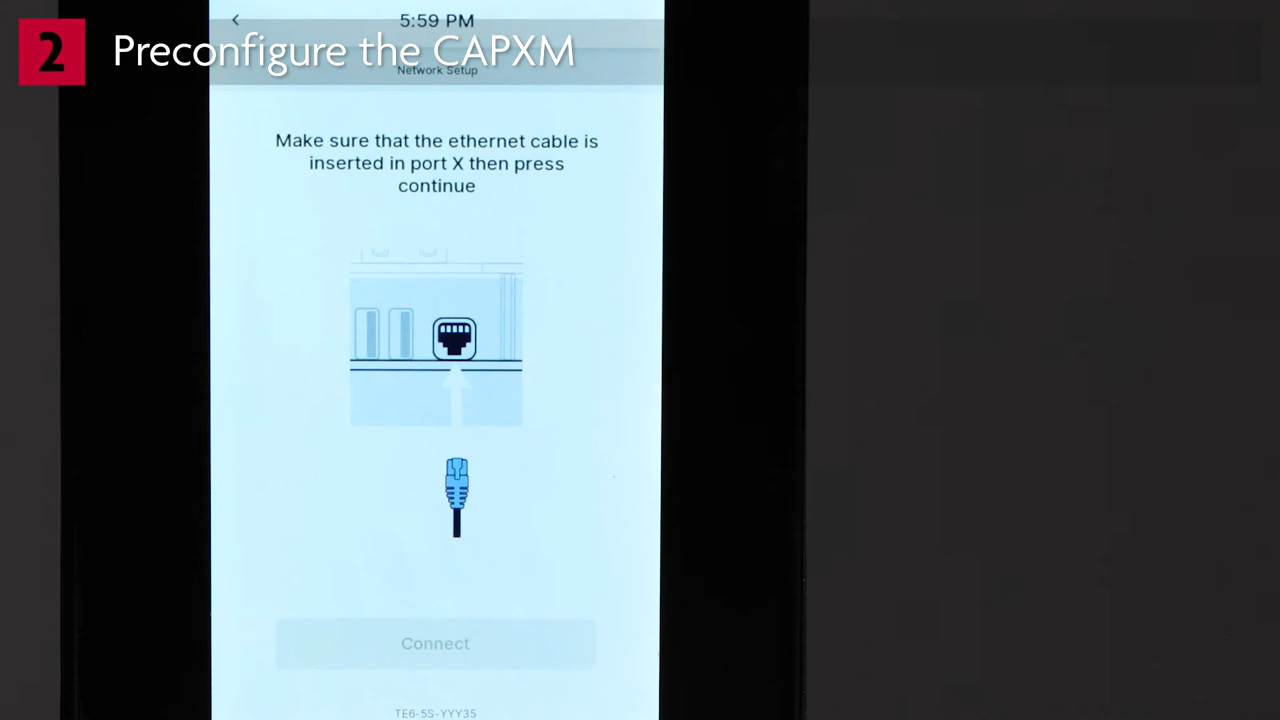 5:59 PM
2 Preconfigure the CAPXM
Network Setup
Make sure that the ethernet cable is
inserted in port X then press
continue
Connect
TE6-5S-YYY35